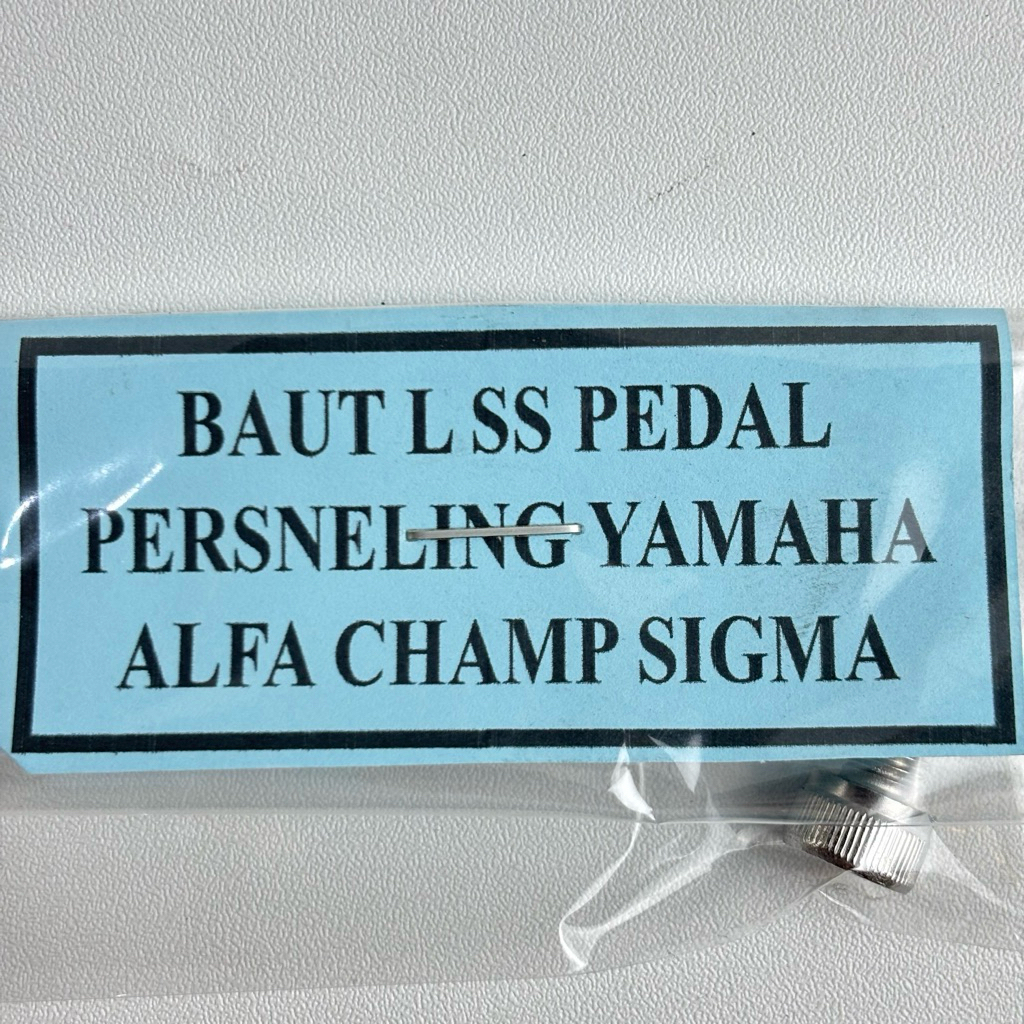 BAUT L SS PEDAL
PERSNELING YAMAHA
ALFA CHAMP SIGMA